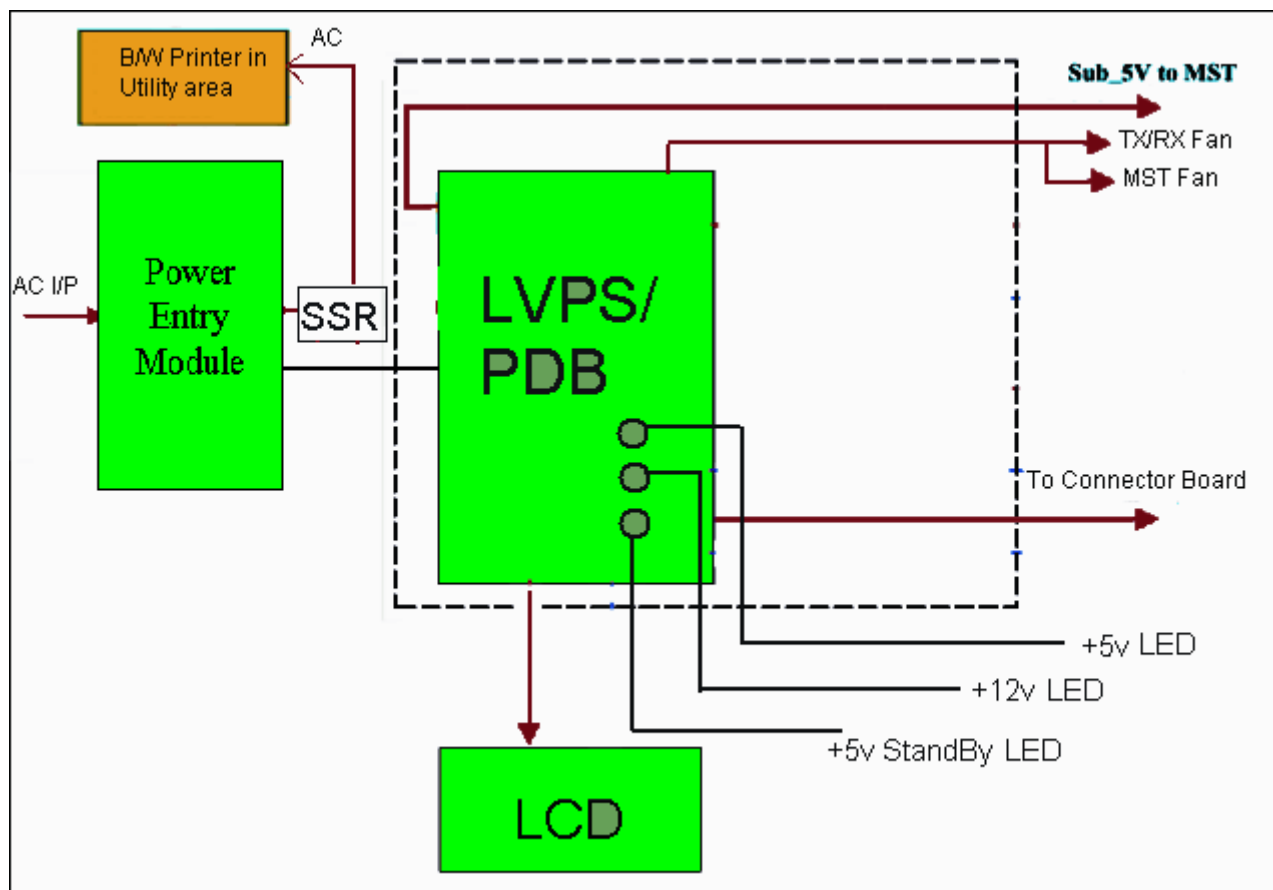 AC
B/W Printer in
Utility area
Sub_5V to MST
TX/RX Fan
MST Fan
AC I/P
Power
Entry
Module
SSR
LVPS/
PDB
To Connector Board
+5v LED
+12v LED
+5v StandBy LED
LCD